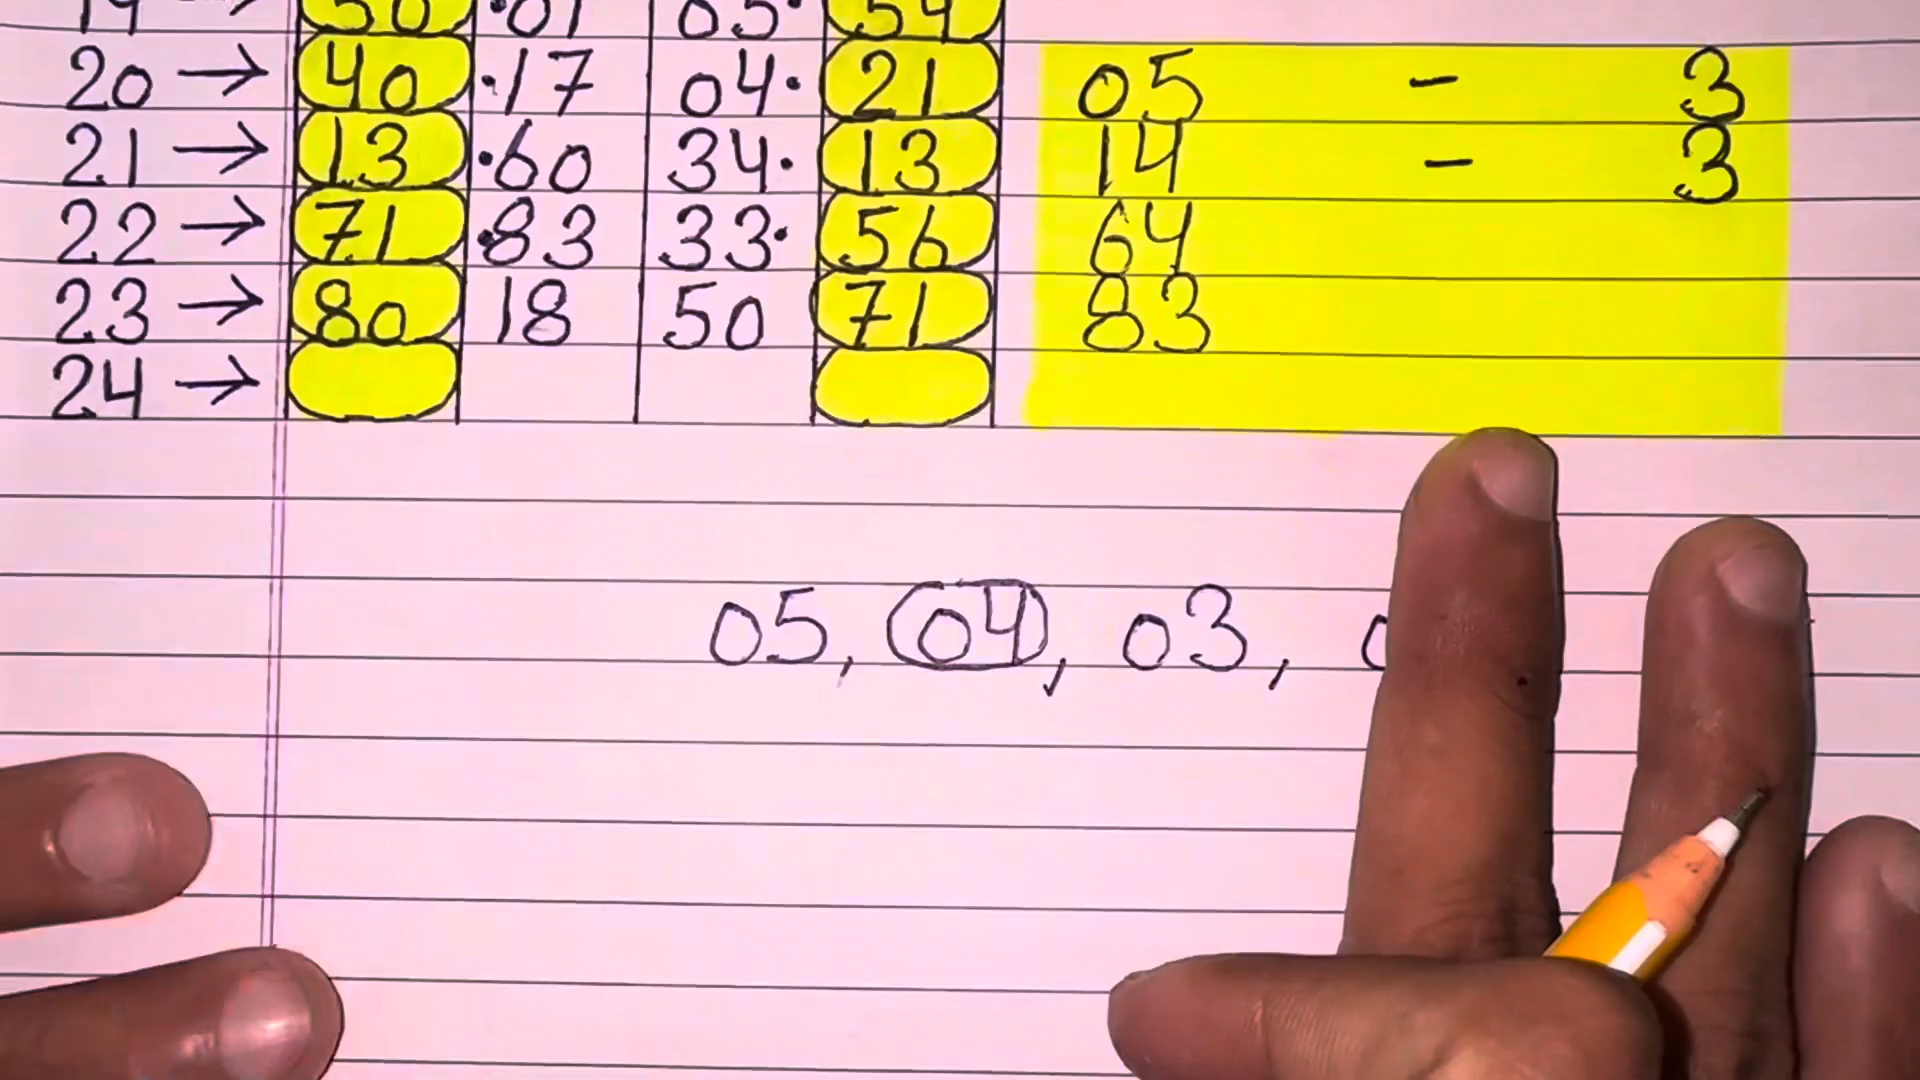 20 → 40 ·17 04· 21 05 - 3
21 → 13 ·60 34· 13 14 - 3
22 → 71 ·83 33· 56 64
23 → 80 18 50 71 83
24 →
05, 04, 03,